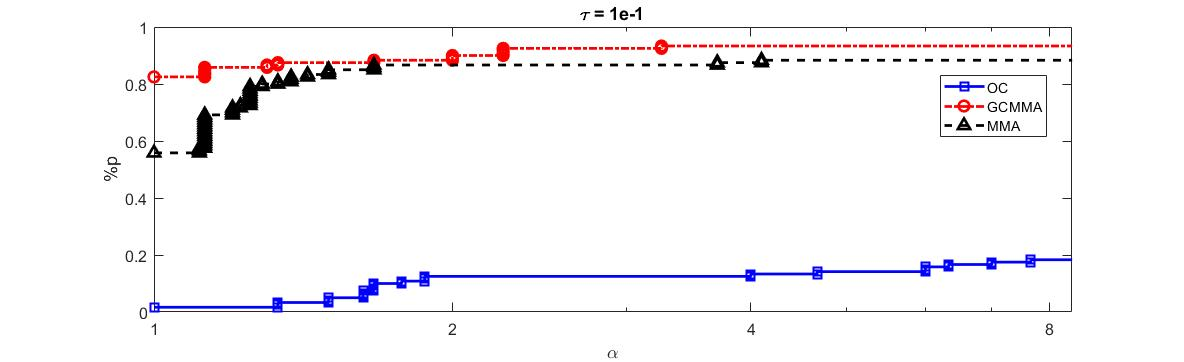 τ = 1e-1
1
0.8
0.6
0.4
0.2
0
%p
OC
GCMMA
MMA
1 2 4 8
α